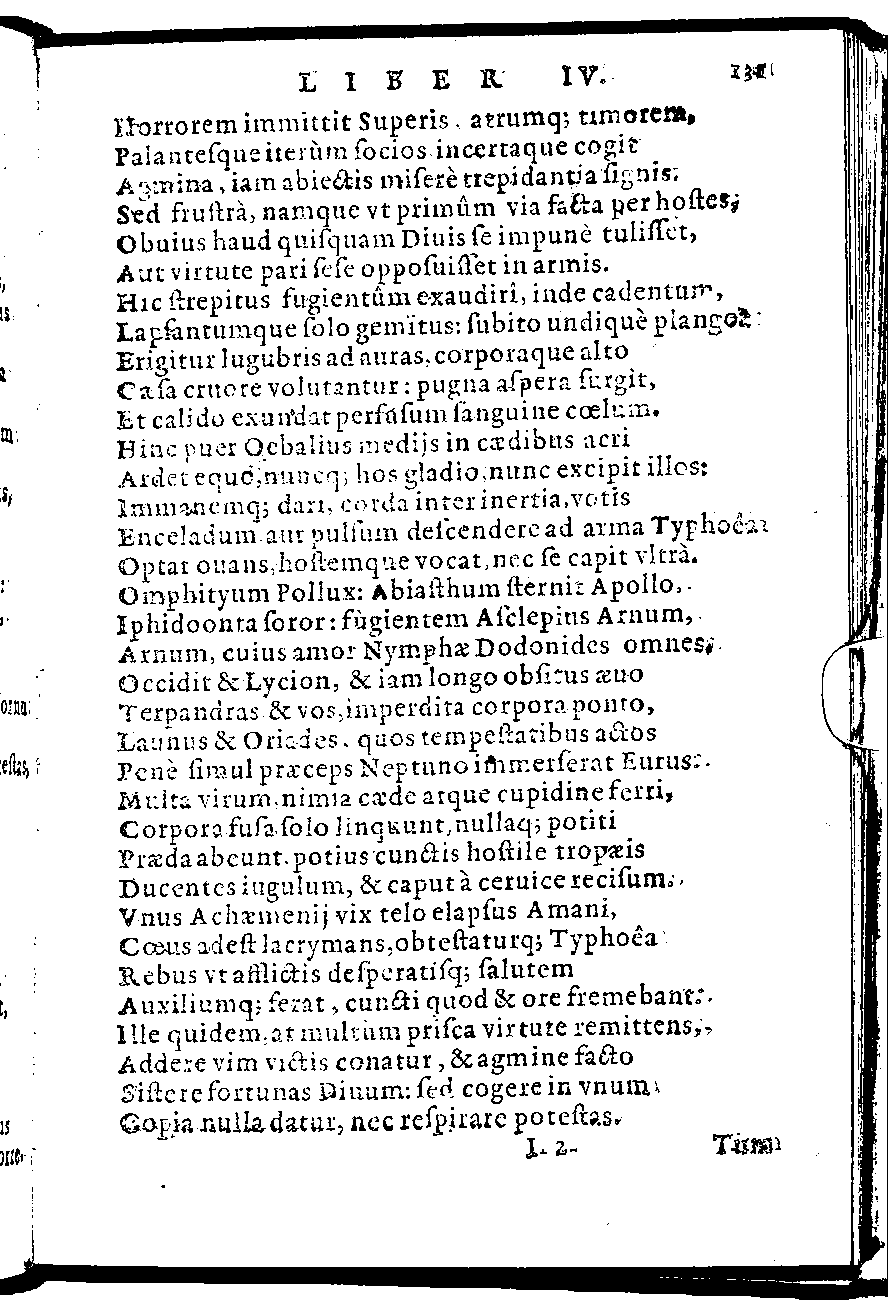 LIBER IV. 131
Horrorem immittit Superis, atrumq; timorem,
Palantesque iterùm socios incertaque cogit
Agmina, iam abiectis miserè trepidantia signis:
Sed frustrà, namque vt primûm via facta per hostes,
Obuius haud quisquam Diuis se impunè tulisset,
Aut virtute pari sese opposuisset in armis.
Hic strepitus fugientûm exaudiri, inde cadentum,
Lapsantumque solo gemitus: subito undiquè plangor
Erigitur lugubris ad auras, corporaque alto
Cæsa cruore volutantur: pugna aspera surgit,
Et calido exundat perfusum sanguine cœlum.
Hinc puer Oebalius medijs in cædibus acri
Ardet equo, nuncq; hos gladio, nunc excipit illos:
Immanemq; dari, corda inter inertia, votis
Enceladum aut pulsum descendere ad arma Typhoêa
Optat ouans, hostemque vocat, nec se capit vltrà.
Omphityum Pollux: Abiasthum sternit Apollo,
Iphidoonta soror: fùgientem Asclepius Arnum,
Arnum, cuius amor Nymphæ Dodonides omnes,
Occidit & Lycion, & iam longo obsitus æuo
Terpandras & vos, imperdita corpora ponto,
Launus & Oriades, quos tempestatibus actos
Penè simul præceps Neptuno immerserat Eurus:
Multa virum, nimia cæde atque cupidine ferri,
Corpora fusa solo linquunt, nullaq; potiti
Præda abeunt, potius cunctis hostile tropæis
Ducentes iugulum, & caput à ceruice recisum.
Vnus Achæmenij vix telo elapsus Amani,
Cœus adest lacrymans, obtestaturq; Typhoêa
Rebus vt afflictis desperatisq; salutem
Auxiliumq; ferat, cuncti quod & ore fremebant:
Ille quidem, at multùm prisca virtute remittens,
Addere vim victis conatur, & agmine facto
Sistere fortunas Diuum: sed cogere in vnum
Copia nulla datur, nec respirare potestas.
I 2